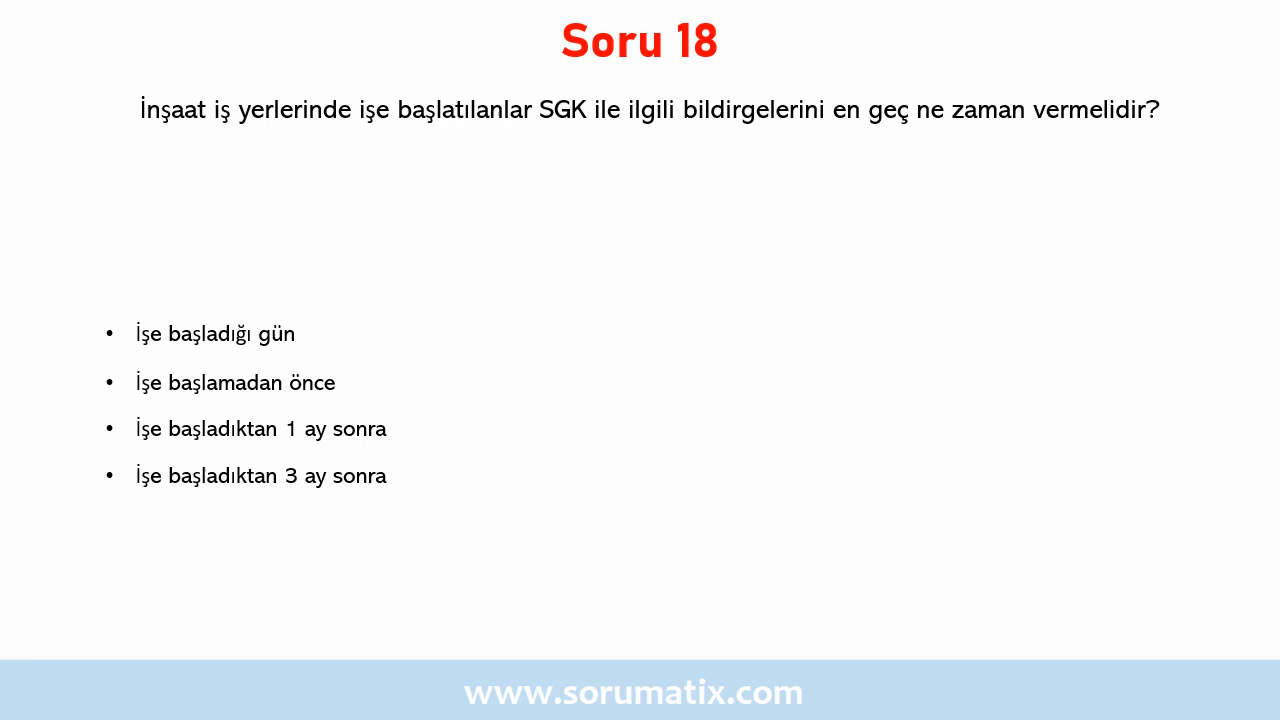 Soru 18
İnşaat iş yerlerinde işe başlatılanlar SGK ile ilgili bildirgelerini en geç ne zaman vermelidir?
• İşe başladığı gün
• İşe başlamadan önce
• İşe başladıktan 1 ay sonra
• İşe başladıktan 3 ay sonra
www.sorumatix.com